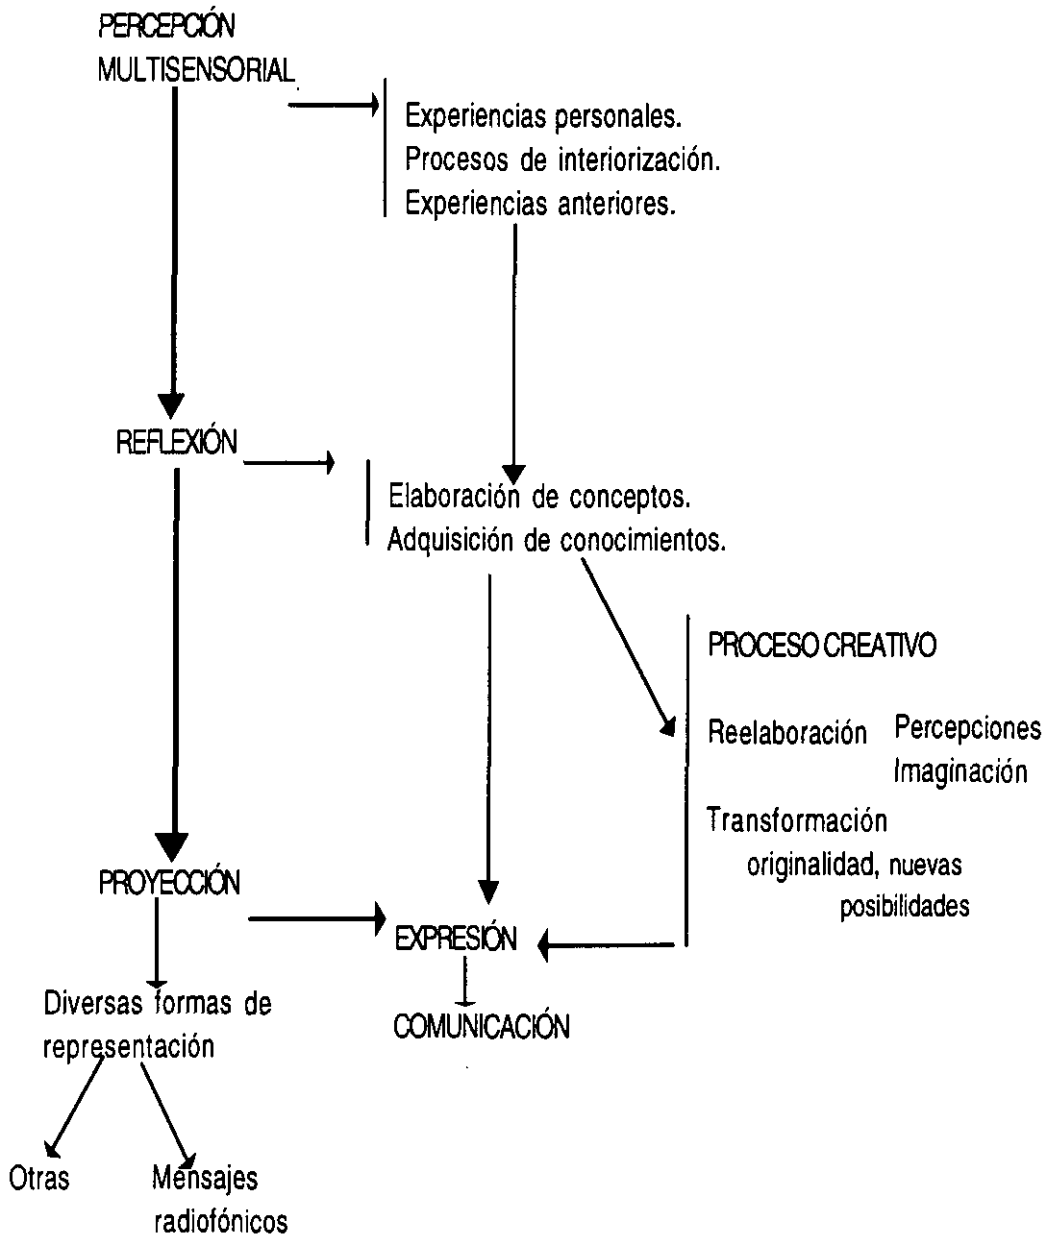 PERCEPCIÓN
MULTISENSORIAL
Experiencias personales.
Procesos de interiorización.
Experiencias anteriores.
REFLEXIÓN
Elaboración de conceptos.
Adquisición de conocimientos.
PROCESO CREATIVO
Reelaboración Percepciones
Imaginación
Transformación
originalidad, nuevas
posibilidades
PROYECCIÓN
EXPRESIÓN
Diversas formas de
representación
COMUNICACIÓN
Otras
Mensajes
radiofónicos